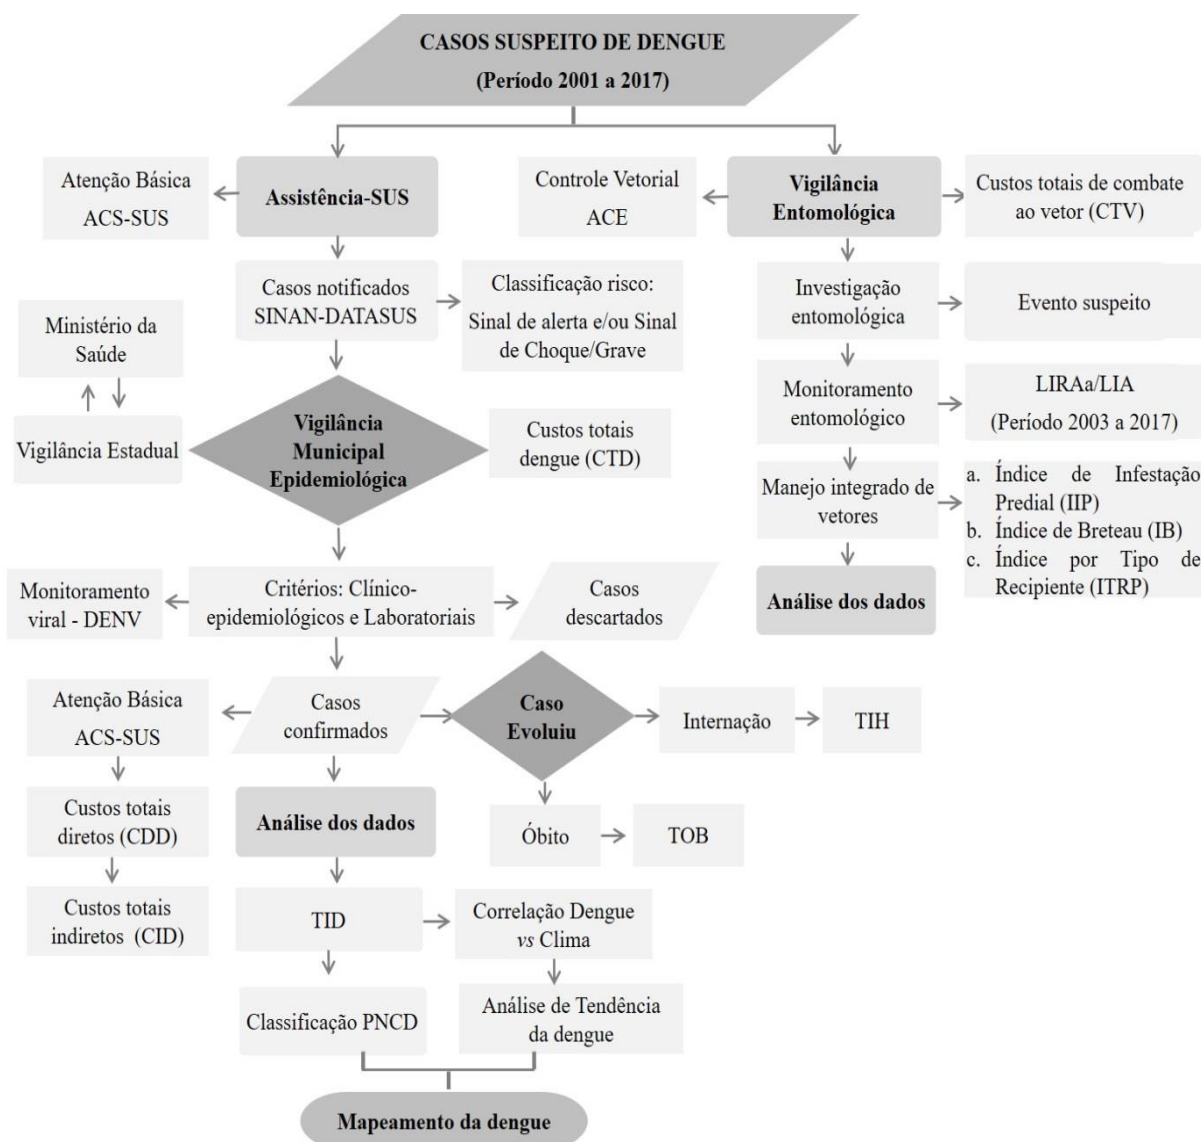 CASOS SUSPEITO DE DENGUE
(Período 2001 a 2017)
Atenção Básica
ACS-SUS
Assistência-SUS
Controle Vetorial
ACE
Vigilância
Entomológica
Custos totais de combate
ao vetor (CTV)
Casos notificados
SINAN-DATASUS
Classificação risco:
Sinal de alerta e/ou Sinal
de Choque/Grave
Investigação
entomológica
Evento suspeito
Ministério da
Saúde
Vigilância Estadual
Vigilância
Municipal
Epidemiológica
Custos totais
dengue (CTD)
Monitoramento
entomológico
LIRAa/LIA
(Período 2003 a 2017)
Manejo integrado de
vetores
a. Índice de Infestação
Predial (IIP)
b. Índice de Breteau (IB)
c. Índice por Tipo de
Recipiente (ITRP)
Análise dos dados
Monitoramento
viral - DENV
Critérios: Clínico-
epidemiológicos e Laboratoriais
Casos
descartados
Atenção Básica
ACS-SUS
Casos
confirmados
Caso
Evoluiu
Internação
TIH
Custos totais
diretos (CDD)
Análise dos dados
Óbito
TOB
Custos totais
indiretos (CID)
TID
Correlação Dengue
vs Clima
Classificação PNCD
Análise de Tendência
da dengue
Mapeamento da dengue